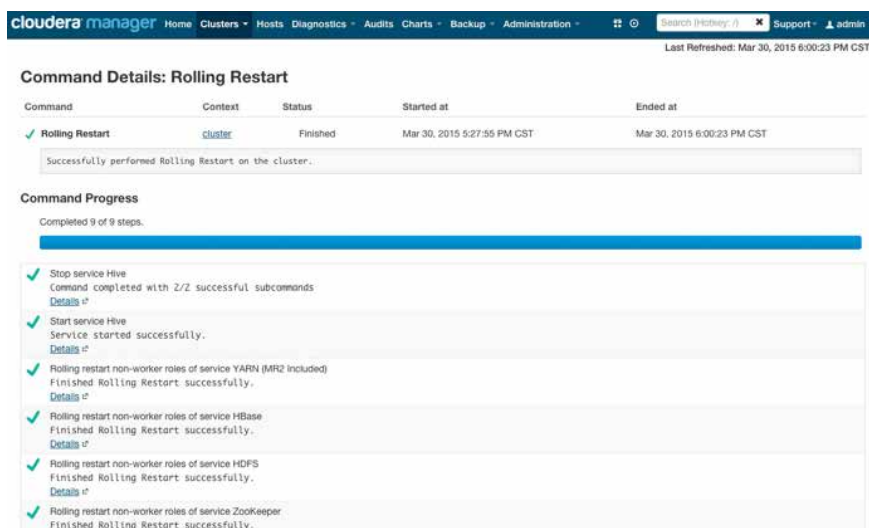 cloudera manager Home Clusters Hosts Diagnostics Audits Charts Backup Administration Search (Hotkey: /) Support admin
Last Refreshed: Mar 30, 2015 6:00:23 PM CST
Command Details: Rolling Restart
Command Context Status Started at Ended at
Rolling Restart cluster Finished Mar 30, 2015 5:27:55 PM CST Mar 30, 2015 6:00:23 PM CST
Successfully performed Rolling Restart on the cluster.
Command Progress
Completed 9 of 9 steps.
Stop service Hive
Command completed with 2/2 successful subcommands
Details
Start service Hive
Service started successfully.
Details
Rolling restart non-worker roles of service YARN (MR2 Included)
Finished Rolling Restart successfully.
Details
Rolling restart non-worker roles of service HBase
Finished Rolling Restart successfully.
Details
Rolling restart non-worker roles of service HDFS
Finished Rolling Restart successfully.
Details
Rolling restart non-worker roles of service ZooKeeper
Finished Rolling Restart successfully.